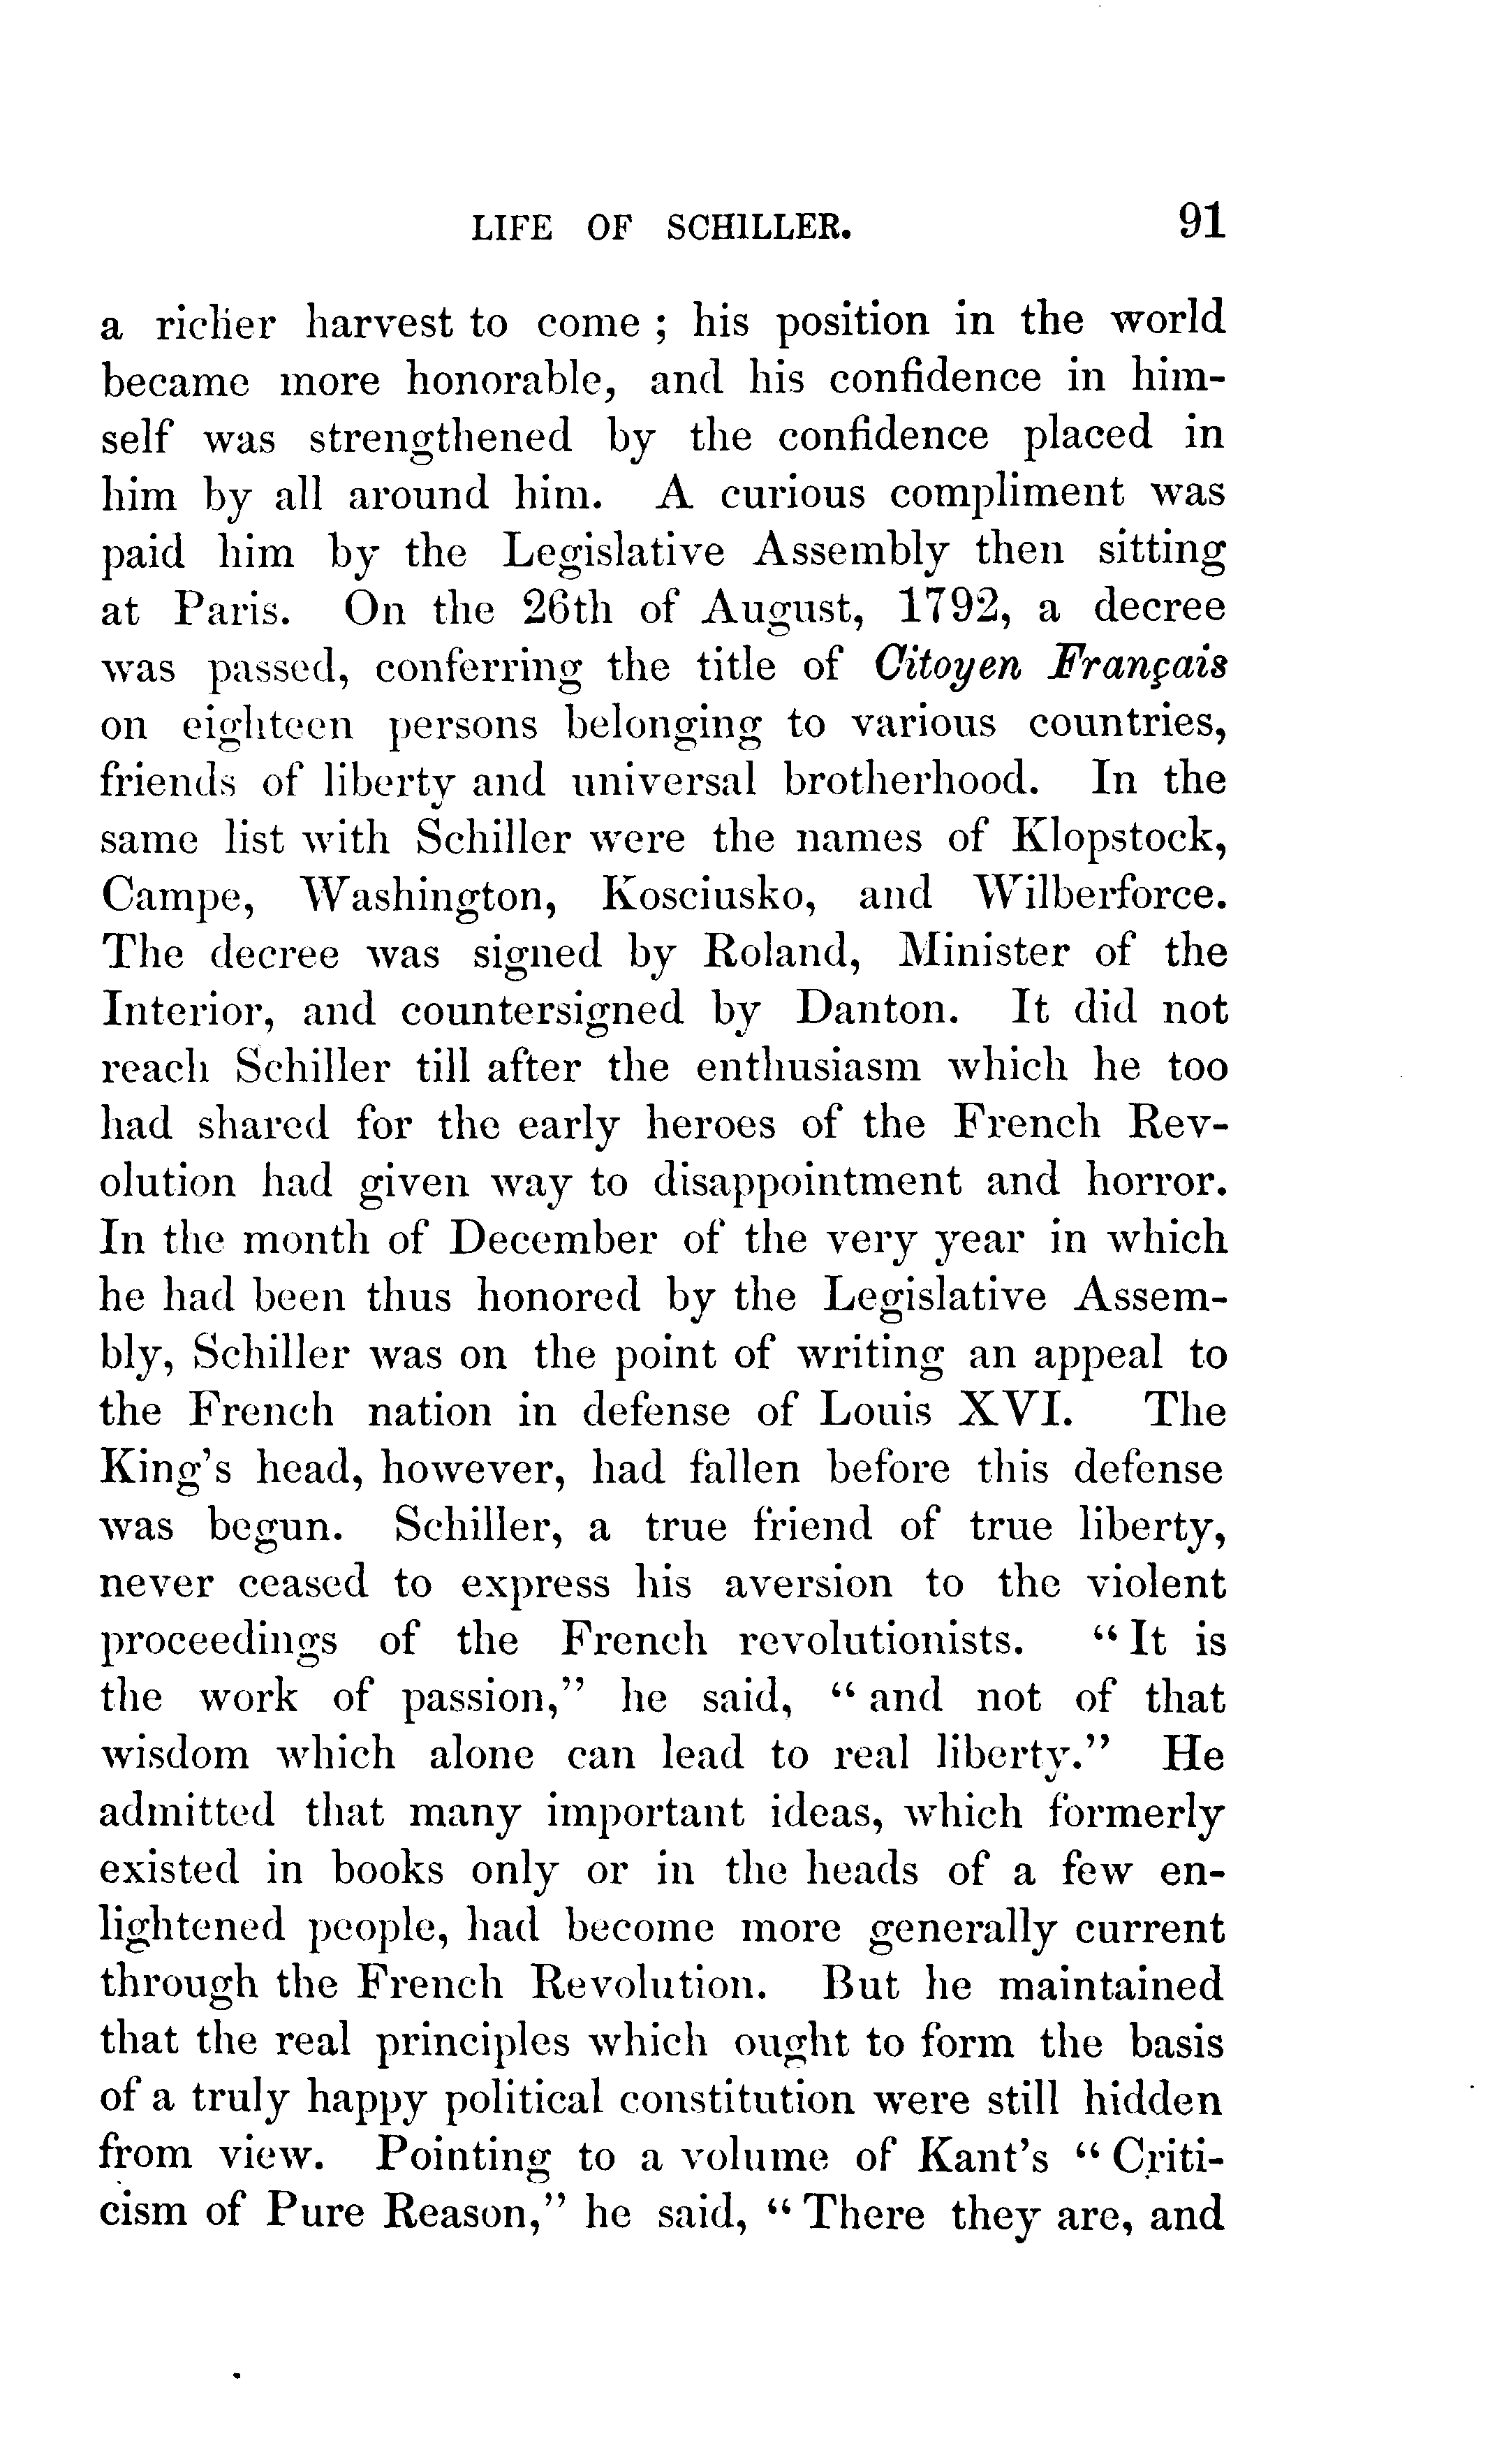 LIFE OF SCHILLER. 91
a richer harvest to come ; his position in the world
became more honorable, and his confidence in him-
self was strengthened by the confidence placed in
him by all around him. A curious compliment was
paid him by the Legislative Assembly then sitting
at Paris. On the 26th of August, 1792, a decree
was passed, conferring the title of Citoyen Français
on eighteen persons belonging to various countries,
friends of liberty and universal brotherhood. In the
same list with Schiller were the names of Klopstock,
Campe, Washington, Kosciusko, and Wilberforce.
The decree was signed by Roland, Minister of the
Interior, and countersigned by Danton. It did not
reach Schiller till after the enthusiasm which he too
had shared for the early heroes of the French Rev-
olution had given way to disappointment and horror.
In the month of December of the very year in which
he had been thus honored by the Legislative Assem-
bly, Schiller was on the point of writing an appeal to
the French nation in defense of Louis XVI. The
King's head, however, had fallen before this defense
was begun. Schiller, a true friend of true liberty,
never ceased to express his aversion to the violent
proceedings of the French revolutionists. “ It is
the work of passion,” he said, “ and not of that
wisdom which alone can lead to real liberty.” He
admitted that many important ideas, which formerly
existed in books only or in the heads of a few en-
lightened people, had become more generally current
through the French Revolution. But he maintained
that the real principles which ought to form the basis
of a truly happy political constitution were still hidden
from view. Pointing to a volume of Kant's “ Criti-
cism of Pure Reason,” he said, “ There they are, and